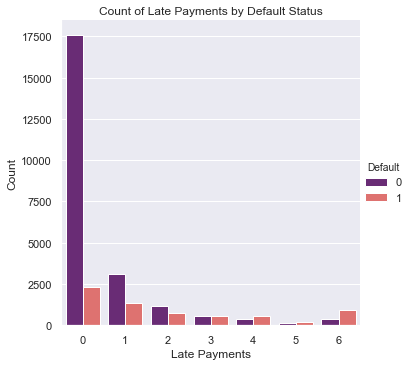 Count of Late Payments by Default Status
17500
15000
12500
10000
7500
5000
2500
0
Count
0 1 2 3 4 5 6
Late Payments
Default
0
1